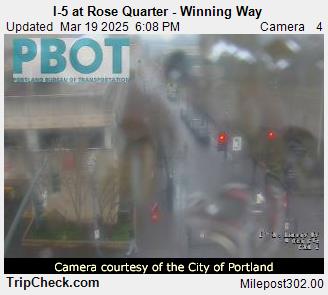 I-5 at Rose Quarter - Winning Way
Updated Mar 19 2025 6:08 PM Camera 4
PBOT
PORTLAND BUREAU OF TRANSPORTATION
Camera courtesy of the City of Portland
TripCheck.com Milepost302.00